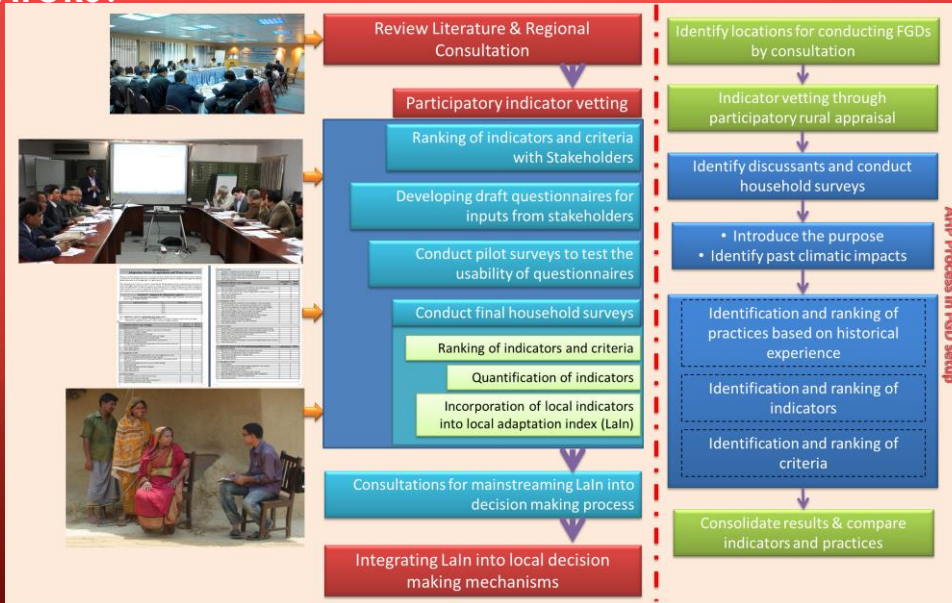 Review Literature & Regional
Consultation
Participatory indicator vetting
Ranking of indicators and criteria
with Stakeholders
Developing draft questionnaires for
inputs from stakeholders
Conduct pilot surveys to test the
usability of questionnaires
Conduct final household surveys
Ranking of indicators and criteria
Quantification of indicators
Incorporation of local indicators
into local adaptation index (LaIn)
Consultations for mainstreaming LaIn into
decision making process
Integrating LaIn into local decision
making mechanisms
Identify locations for conducting FGDs
by consultation
Indicator vetting through
participatory rural appraisal
Identify discussants and conduct
household surveys
• Introduce the purpose
• Identify past climatic impacts
Identification and ranking of
practices based on historical
experience
Identification and ranking of
indicators
Identification and ranking of
criteria
Consolidate results & compare
indicators and practices
AHP Process in FGD Setup